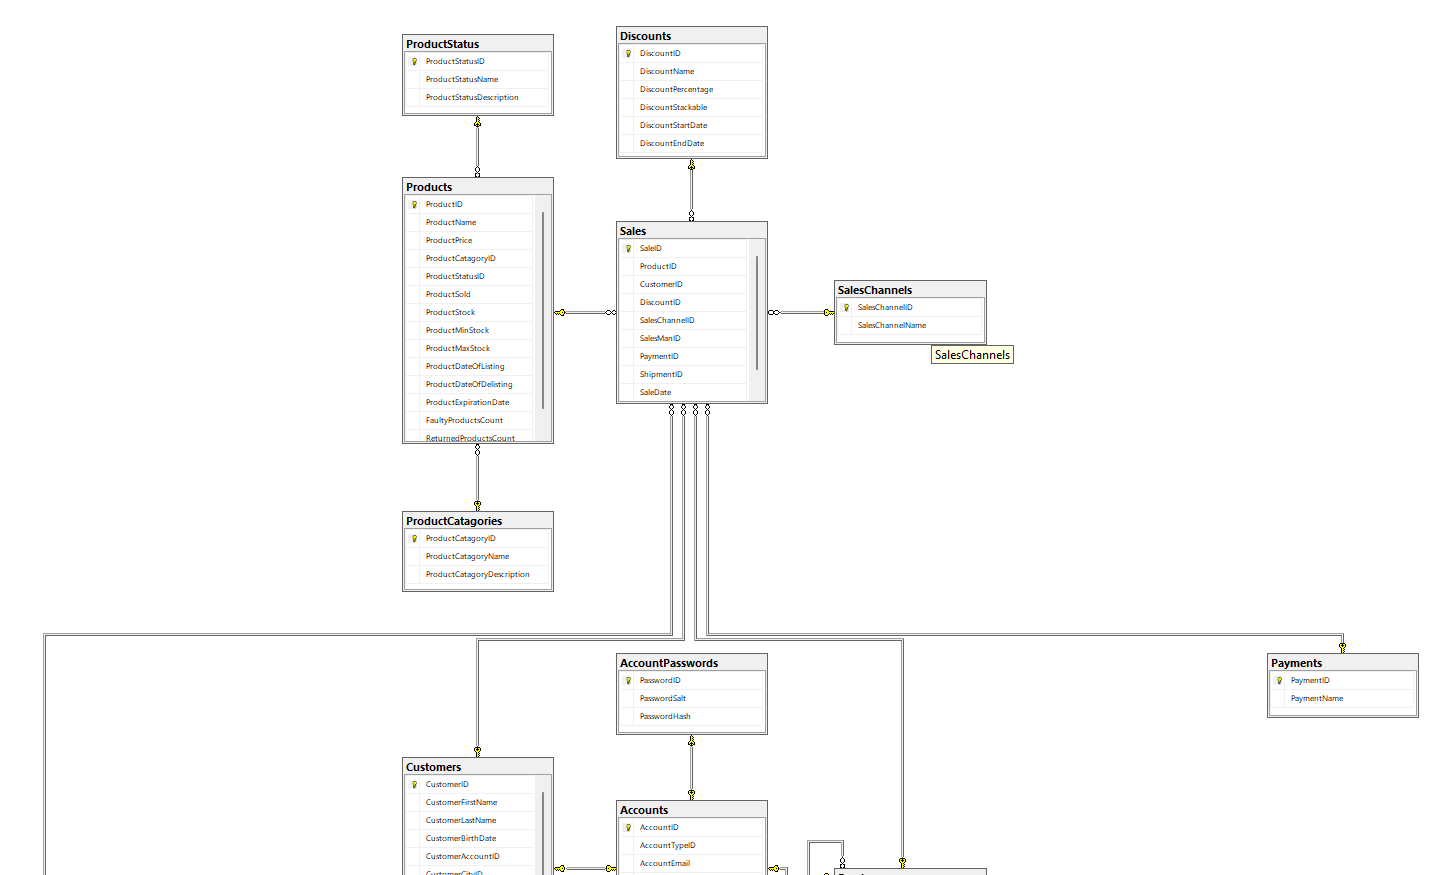 ProductStatus
ProductStatusID
ProductStatusName
ProductStatusDescription
Discounts
DiscountID
DiscountName
DiscountPercentage
DiscountStackable
DiscountStartDate
DiscountEndDate
Products
ProductID
ProductName
ProductPrice
ProductCatagoryID
ProductStatusID
ProductSold
ProductStock
ProductMinStock
ProductMaxStock
ProductDateOfListing
ProductDateOfDelisting
ProductExpirationDate
FaultyProductsCount
ReturnedProductsCount
Sales
SaleID
ProductID
CustomerID
DiscountID
SalesChannelID
SalesManID
PaymentID
ShipmentID
SaleDate
SalesChannels
SalesChannelID
SalesChannelName
SalesChannels
ProductCatagories
ProductCatagoryID
ProductCatagoryName
ProductCatagoryDescription
AccountPasswords
PasswordID
PasswordSalt
PasswordHash
Payments
PaymentID
PaymentName
Customers
CustomerID
CustomerFirstName
CustomerLastName
CustomerBirthDate
CustomerAccountID
CustomerCityID
Accounts
AccountID
AccountTypeID
AccountEmail